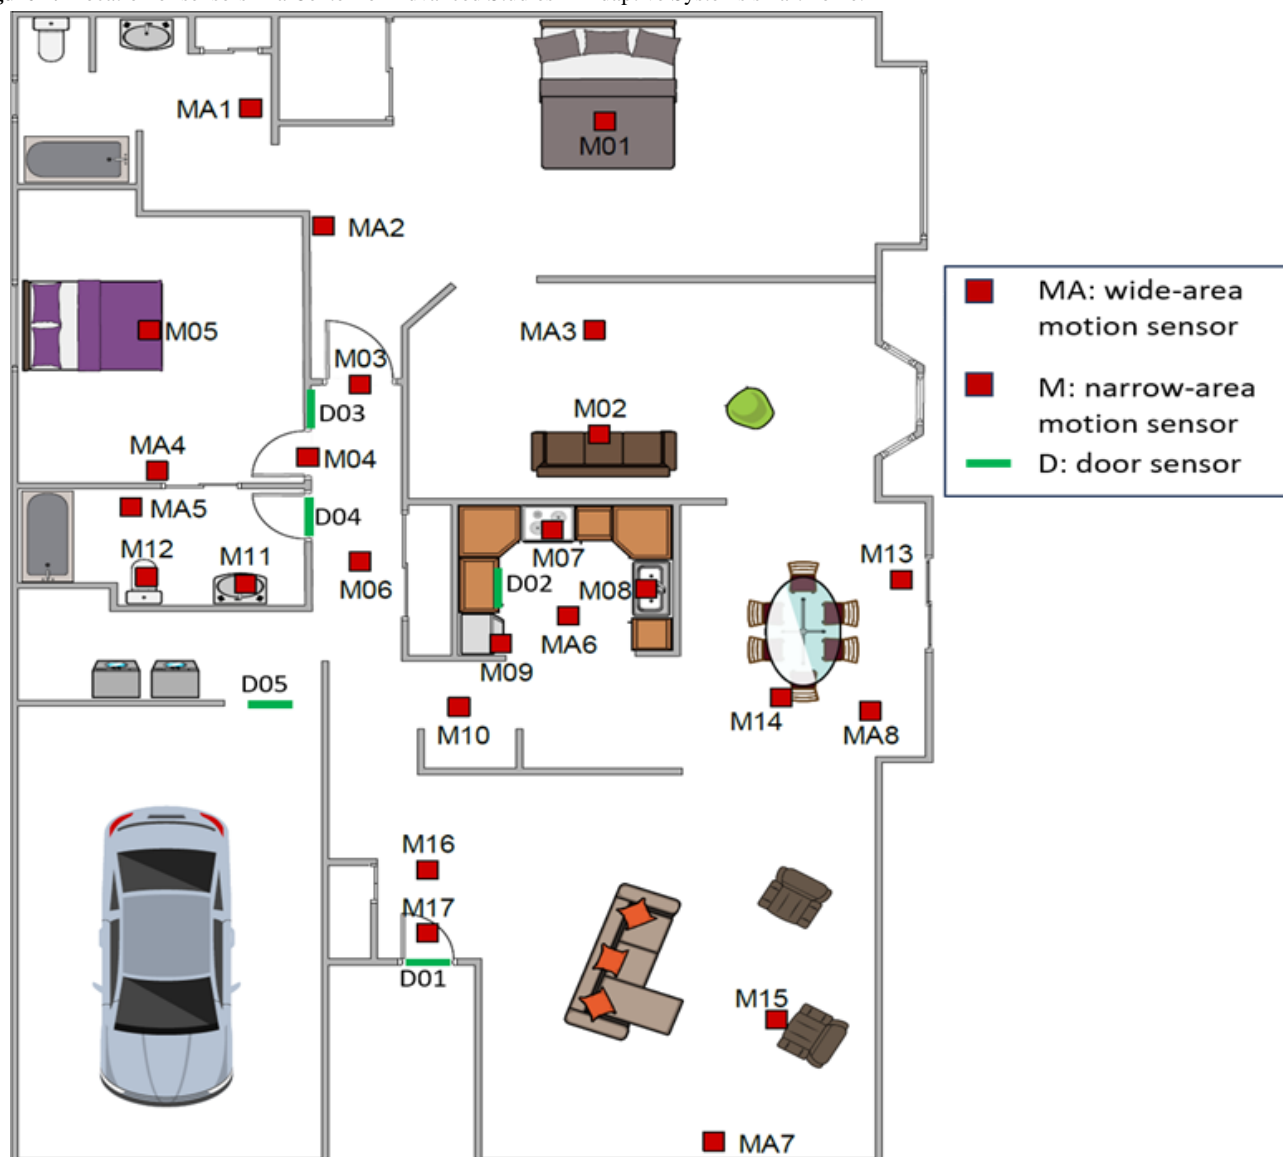 MA1
M01
MA2
MA: wide-area
motion sensor
M05
MA3
M03
M: narrow-area
motion sensor
D03
M02
MA4
M04
D: door sensor
MA5
D04
M12
M11
M07
M13
M06
D02
M08
MA6
M09
D05
M10
M14
MA8
M16
M17
D01
M15
MA7